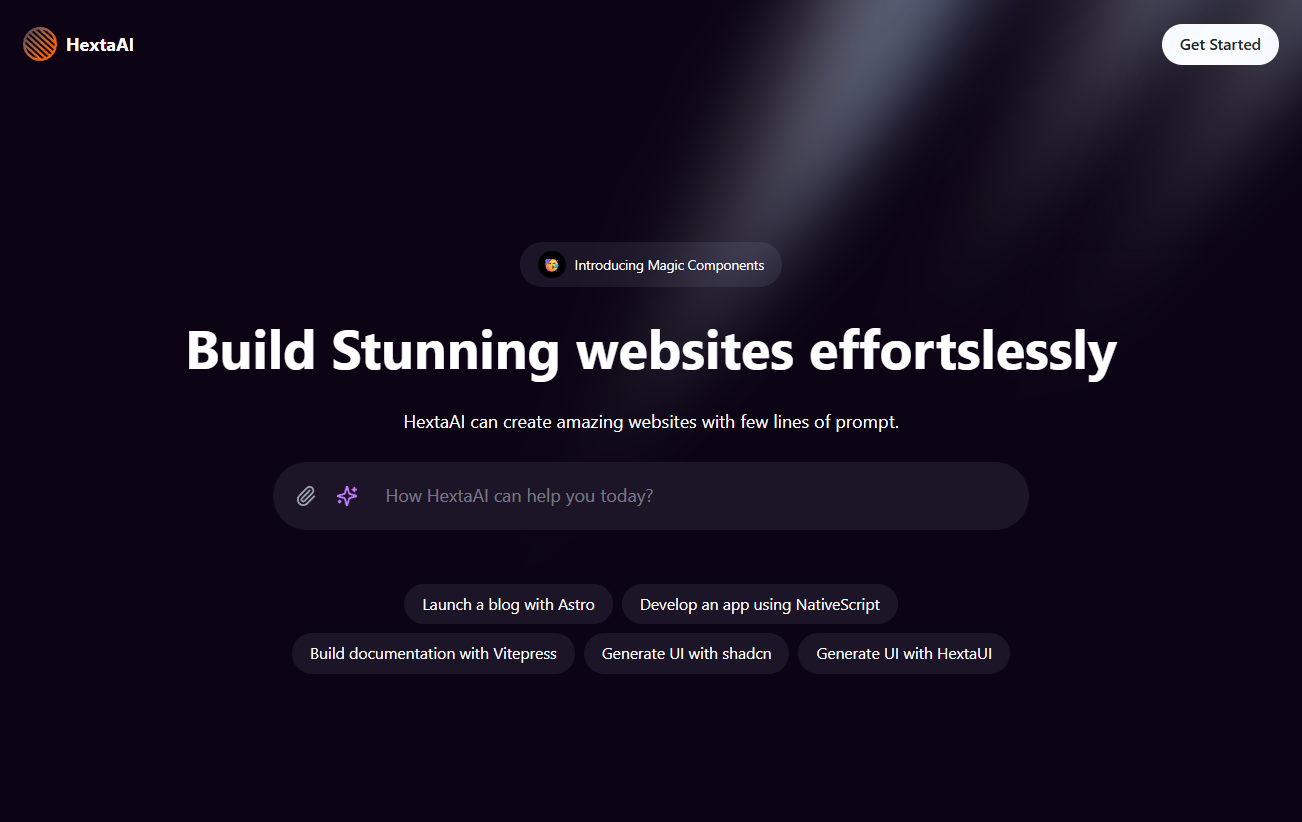 HextaAI
Get Started
Introducing Magic Components
Build Stunning websites effortslessly
HextaAI can create amazing websites with few lines of prompt.
How HextaAI can help you today?
Launch a blog with Astro
Develop an app using NativeScript
Build documentation with Vitepress
Generate UI with shadcn
Generate UI with HextaUI